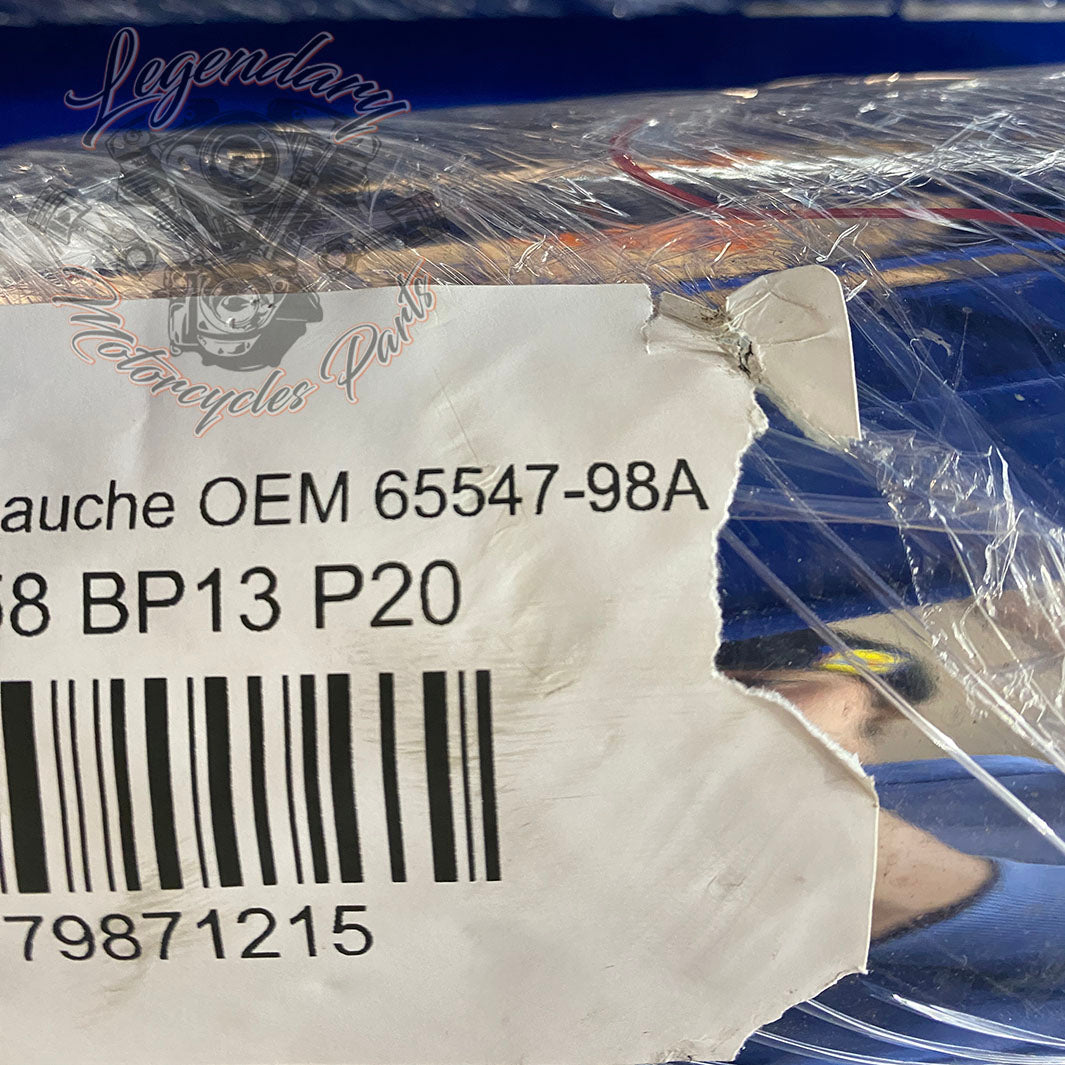 Legendary
Motorcycles Parts
auche OEM 65547-98A
58 BP13 P20
79871215